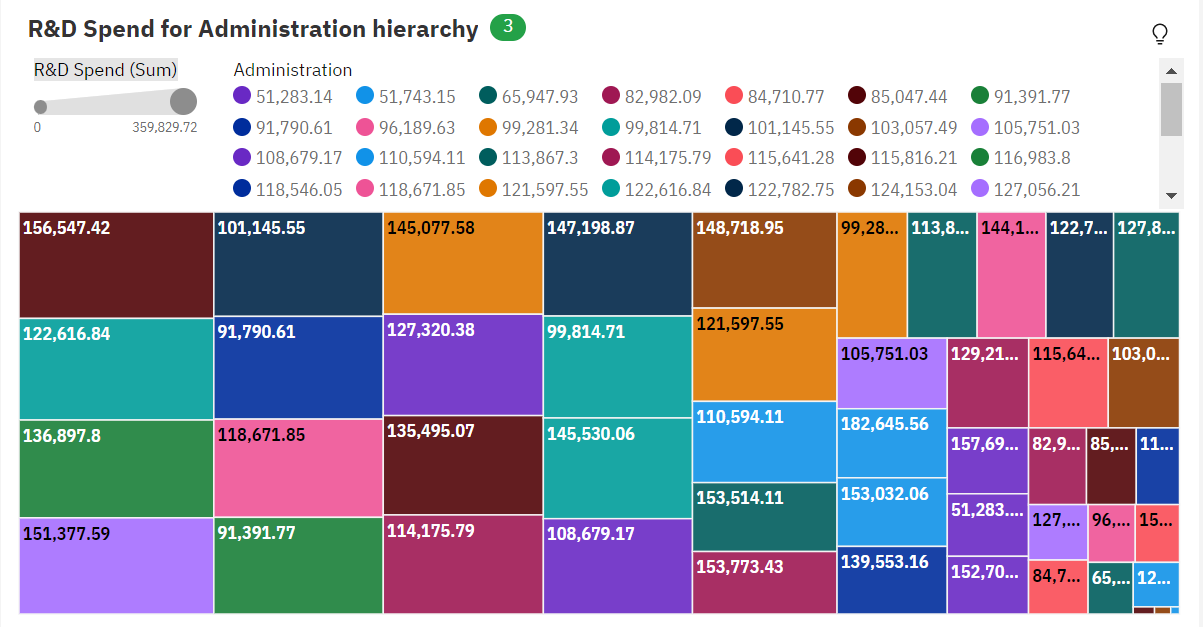 R&D Spend for Administration hierarchy 3
R&D Spend (Sum)
0 359,829.72
Administration
51,283.14 51,743.15 65,947.93 82,982.09 84,710.77 85,047.44 91,391.77
91,790.61 96,189.63 99,281.34 99,814.71 101,145.55 103,057.49 105,751.03
108,679.17 110,594.11 113,867.3 114,175.79 115,641.28 115,816.21 116,983.8
118,546.05 118,671.85 121,597.55 122,616.84 122,782.75 124,153.04 127,056.21
156,547.42 101,145.55 145,077.58 147,198.87 148,718.95 99,28... 113,8... 144,1... 122,7... 127,8...
122,616.84 91,790.61 127,320.38 99,814.71 121,597.55
105,751.03 129,21... 115,64... 103,0...
136,897.8 118,671.85 135,495.07 145,530.06 110,594.11 182,645.56
157,69... 82,9... 85,... 11...
153,514.11 153,032.06
51,283.... 127,... 96,... 15...
151,377.59 91,391.77 114,175.79 108,679.17
153,773.43 139,553.16 152,70... 84,7... 65,... 12...